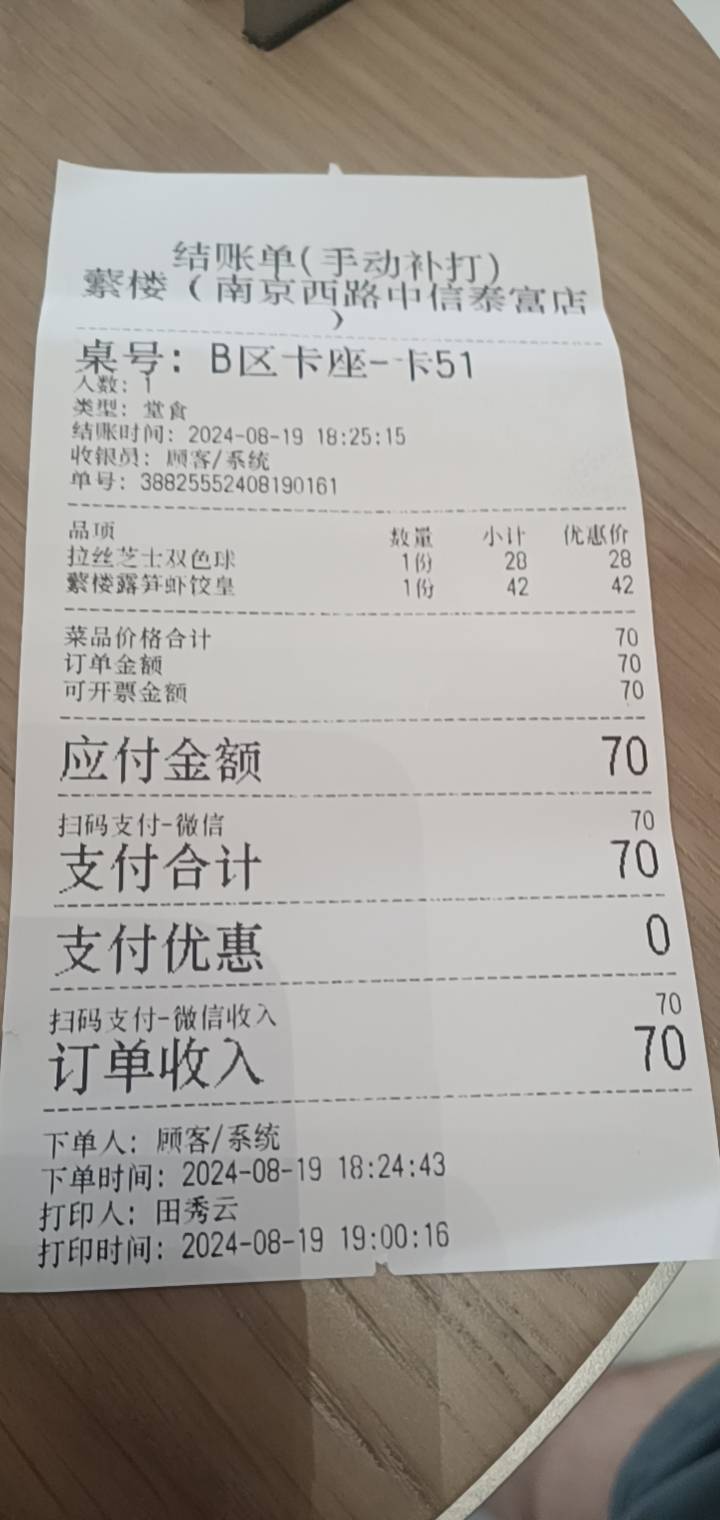 结账单(手动补打)
蘩楼（南京西路中信泰富店
）
桌号: B区卡座-卡51
人数: 1
类型: 堂食
结账时间: 2024-08-19 18:25:15
收银员: 顾客/系统
单号: 388255552408190161
品项 数量 小计 优惠价
拉丝芝士双色球 1份 28 28
蘩楼露笋虾饺皇 1份 42 42
菜品价格合计 70
订单金额 70
可开票金额 70
应付金额 70
扫码支付-微信 70
支付合计 70
支付优惠 0
扫码支付-微信收入 70
订单收入 70
下单人: 顾客/系统
下单时间: 2024-08-19 18:24:43
打印人: 田秀云
打印时间: 2024-08-19 19:00:16